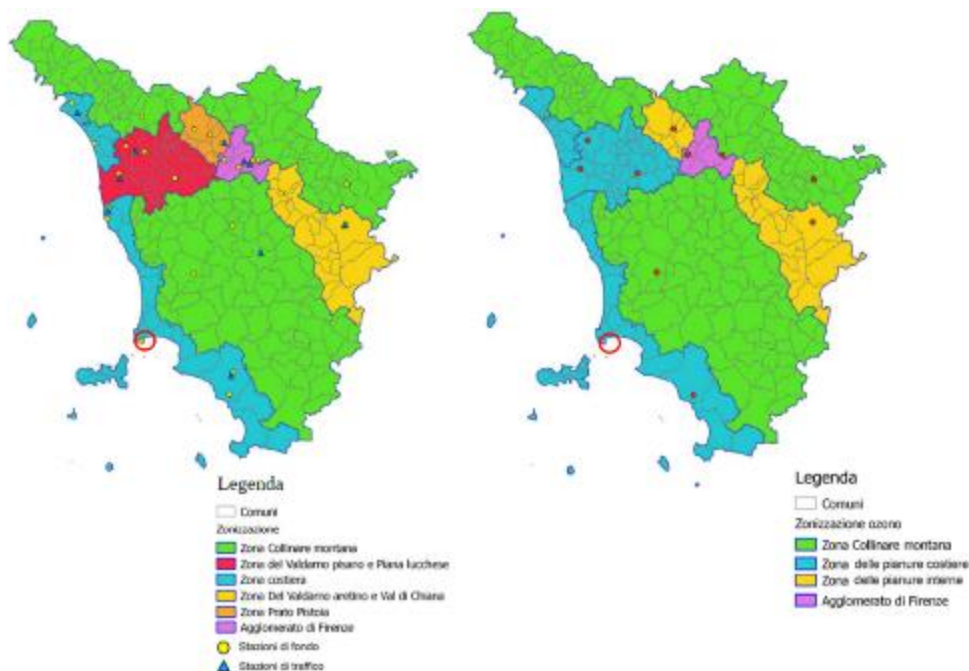 Legenda
Comuni
Zonizzazione
Zona Collinare montana
Zona del Valdarno pisano e Piana lucchese
Zona costiera
Zona Del Valdarno aretino e Val di Chiana
Zona Prato Pistoia
Agglomerato di Firenze
Stazioni di fondo
Stazioni di traffico
Legenda
Comuni
Zonizzazione ozono
Zona Collinare montana
Zona delle pianure costiere
Zona delle pianure interne
Agglomerato di Firenze